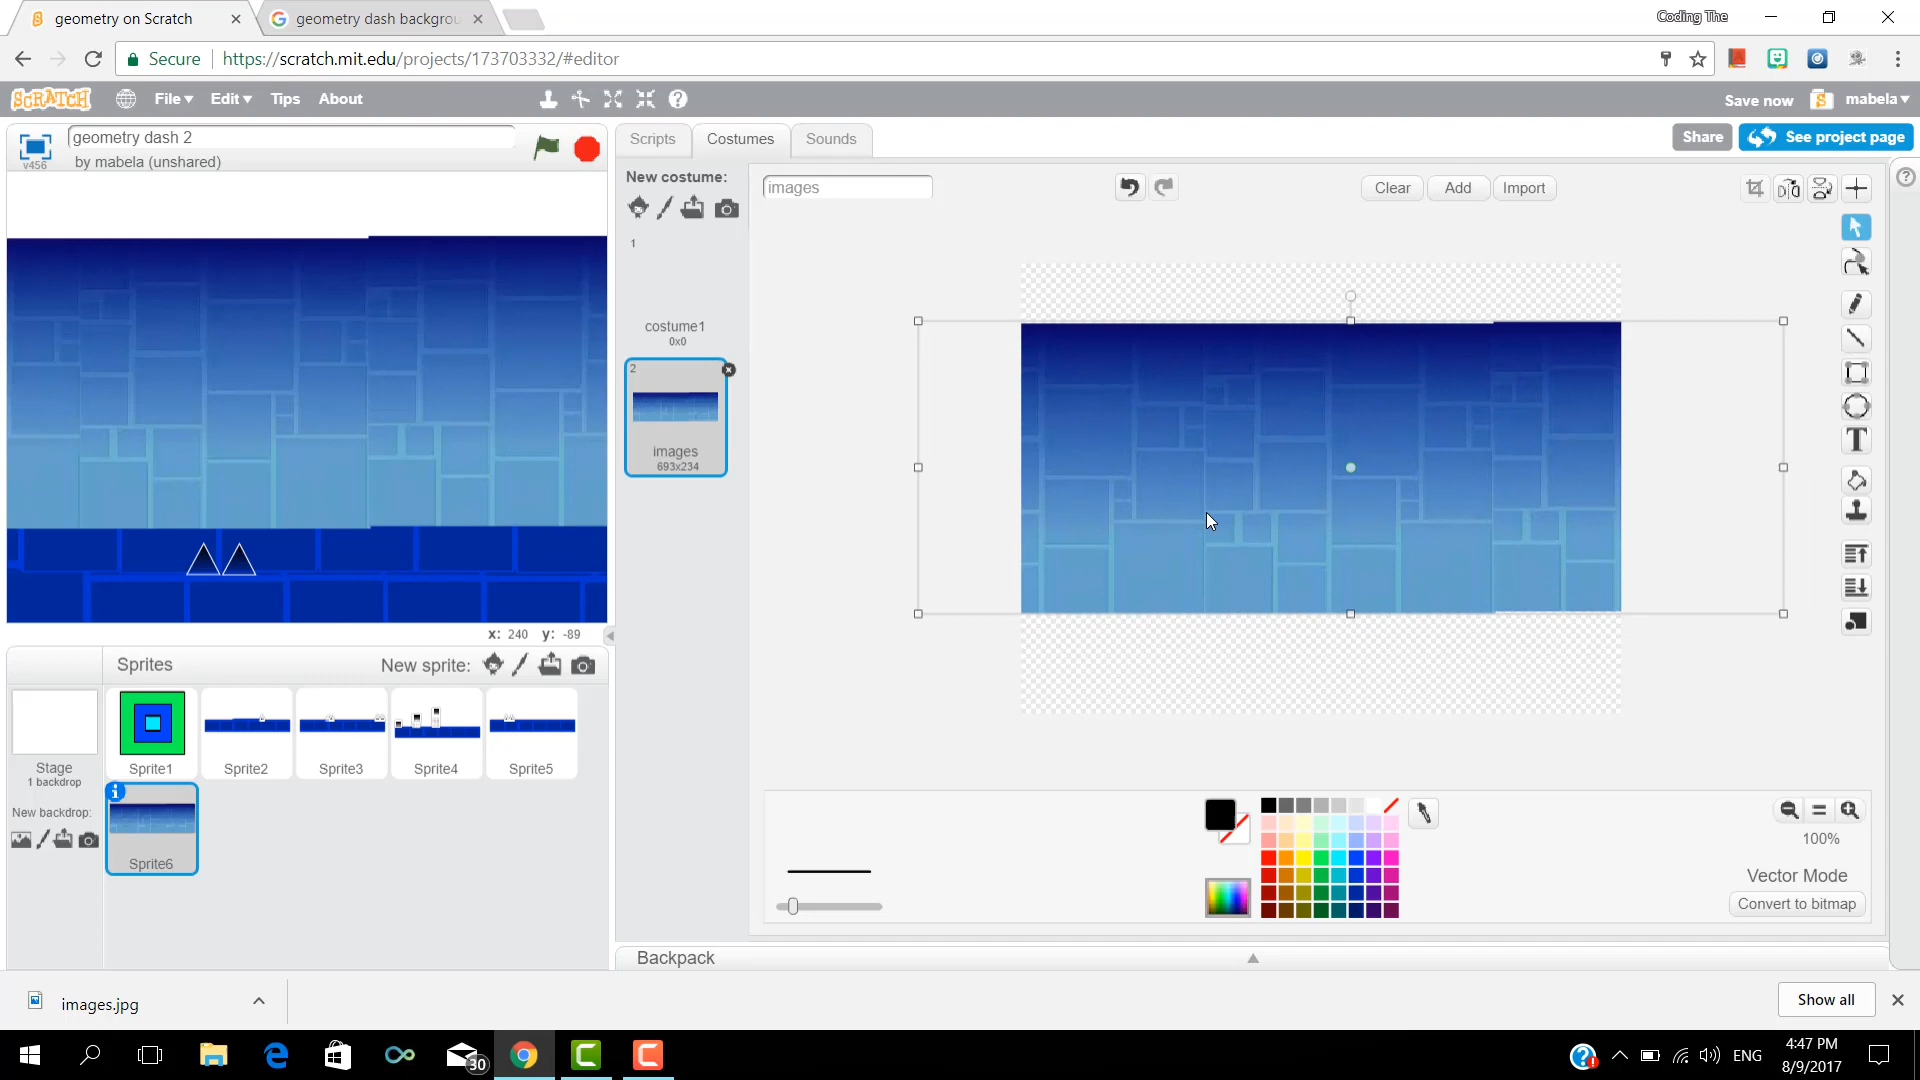 geometry on Scratch
geometry dash backgrou
Coding The
Secure
https://scratch.mit.edu/projects/173703332/#editor
SCRATCH
File
Edit
Tips
About
Save now
mabela
v456
geometry dash 2
by mabela (unshared)
Scripts
Costumes
Sounds
Share
See project page
New costume:
images
Clear
Add
Import
1
costume1
0x0
2
images
693x234
x: 240 y: -89
Sprites
New sprite:
Stage
1 backdrop
New backdrop:
Sprite1
Sprite2
Sprite3
Sprite4
Sprite5
Sprite6
100%
Vector Mode
Convert to bitmap
Backpack
images.jpg
Show all
30
ENG
4:47 PM
8/9/2017